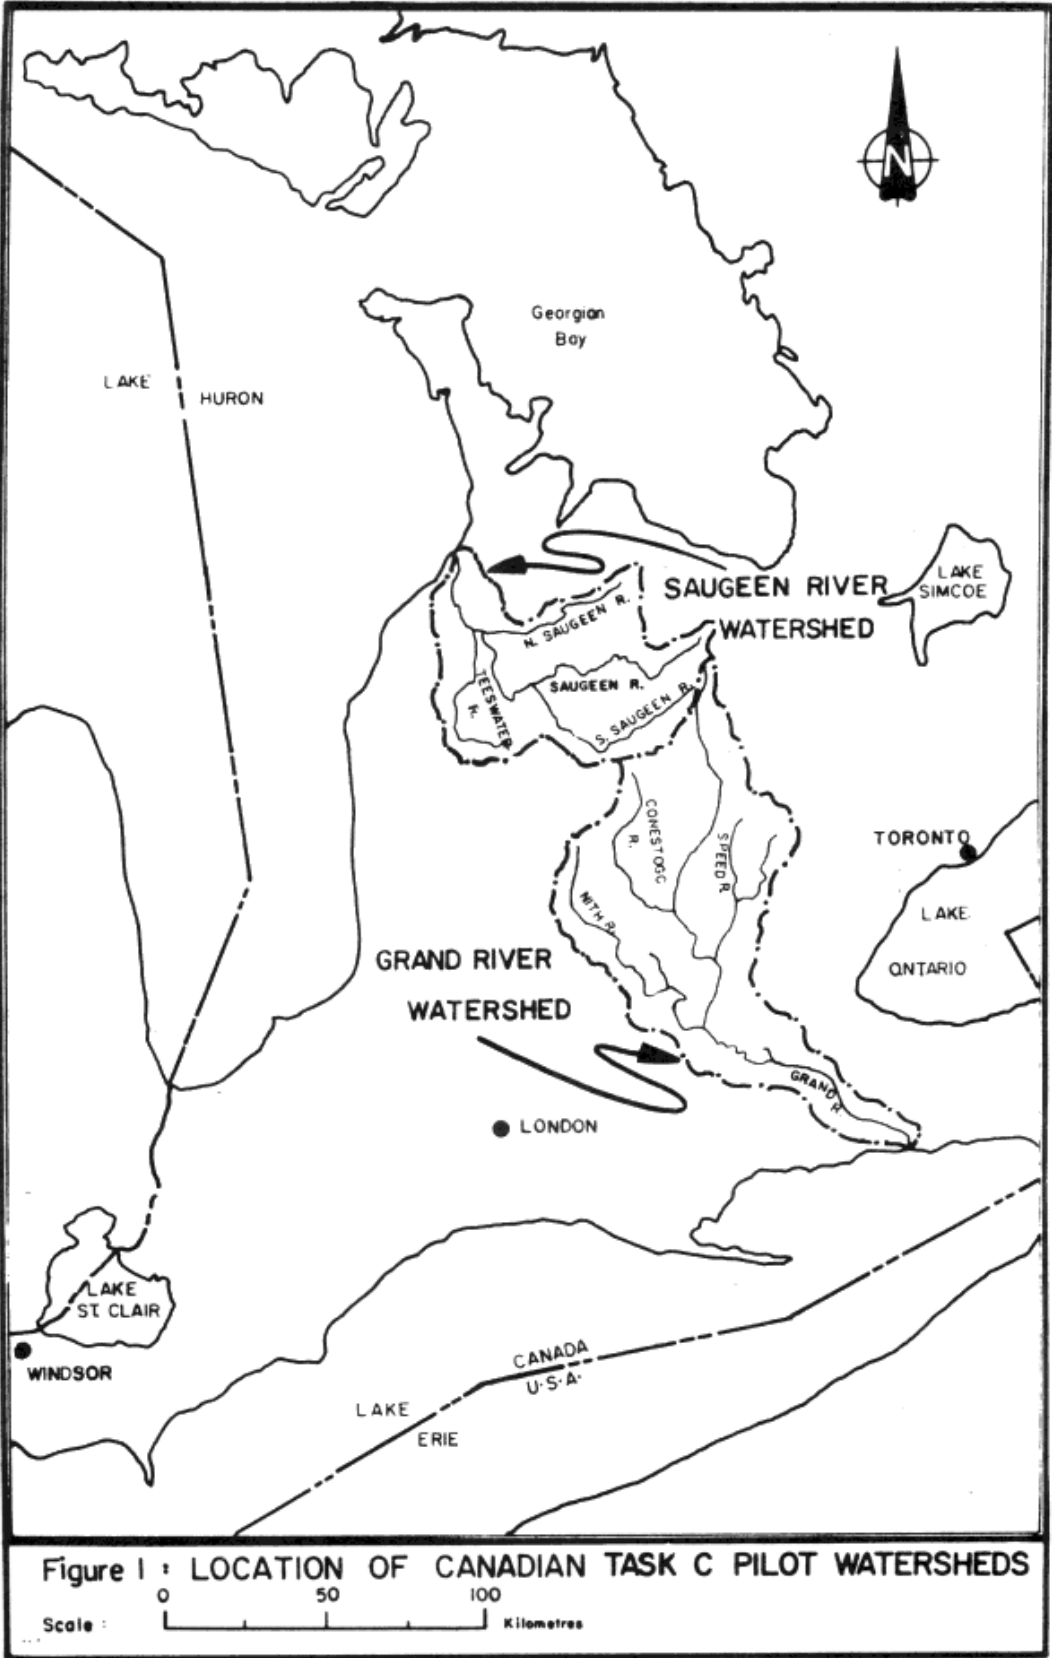 N
Georgian
Bay
LAKE
HURON
SAUGEEN RIVER
WATERSHED
LAKE
SIMCOE
N. SAUGEEN R.
SAUGEEN R.
S. SAUGEEN R.
TEESWATER
R.
CONESTOGO
R.
SPEED R.
NITH R.
TORONTO
LAKE
ONTARIO
GRAND RIVER
WATERSHED
GRAND R.
LONDON
LAKE
ST. CLAIR
WINDSOR
CANADA
U.S.A.
LAKE
ERIE
Figure 1 : LOCATION OF CANADIAN TASK C PILOT WATERSHEDS
0 50 100
Scale : Kilometres